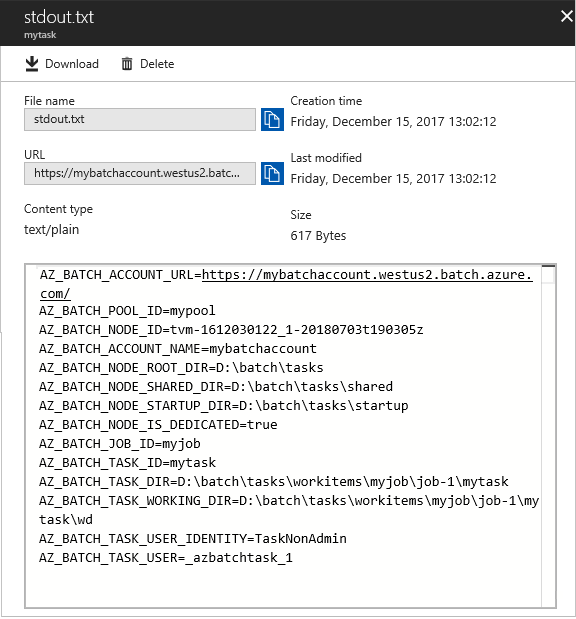 stdout.txt
mytask
Download Delete
File name
stdout.txt
Creation time
Friday, December 15, 2017 13:02:12
URL
https://mybatchaccount.westus2.batc...
Last modified
Friday, December 15, 2017 13:02:12
Content type
text/plain
Size
617 Bytes
AZ_BATCH_ACCOUNT_URL=https://mybatchaccount.westus2.batch.azure.
com/
AZ_BATCH_POOL_ID=mypool
AZ_BATCH_NODE_ID=tvm-1612030122_1-20180703t190305z
AZ_BATCH_ACCOUNT_NAME=mybatchaccount
AZ_BATCH_NODE_ROOT_DIR=D:\batch\tasks
AZ_BATCH_NODE_SHARED_DIR=D:\batch\tasks\shared
AZ_BATCH_NODE_STARTUP_DIR=D:\batch\tasks\startup
AZ_BATCH_NODE_IS_DEDICATED=true
AZ_BATCH_JOB_ID=myjob
AZ_BATCH_TASK_ID=mytask
AZ_BATCH_TASK_DIR=D:\batch\tasks\workitems\myjob\job-1\mytask
AZ_BATCH_TASK_WORKING_DIR=D:\batch\tasks\workitems\myjob\job-1\my
task\wd
AZ_BATCH_TASK_USER_IDENTITY=TaskNonAdmin
AZ_BATCH_TASK_USER=_azbatchtask_1